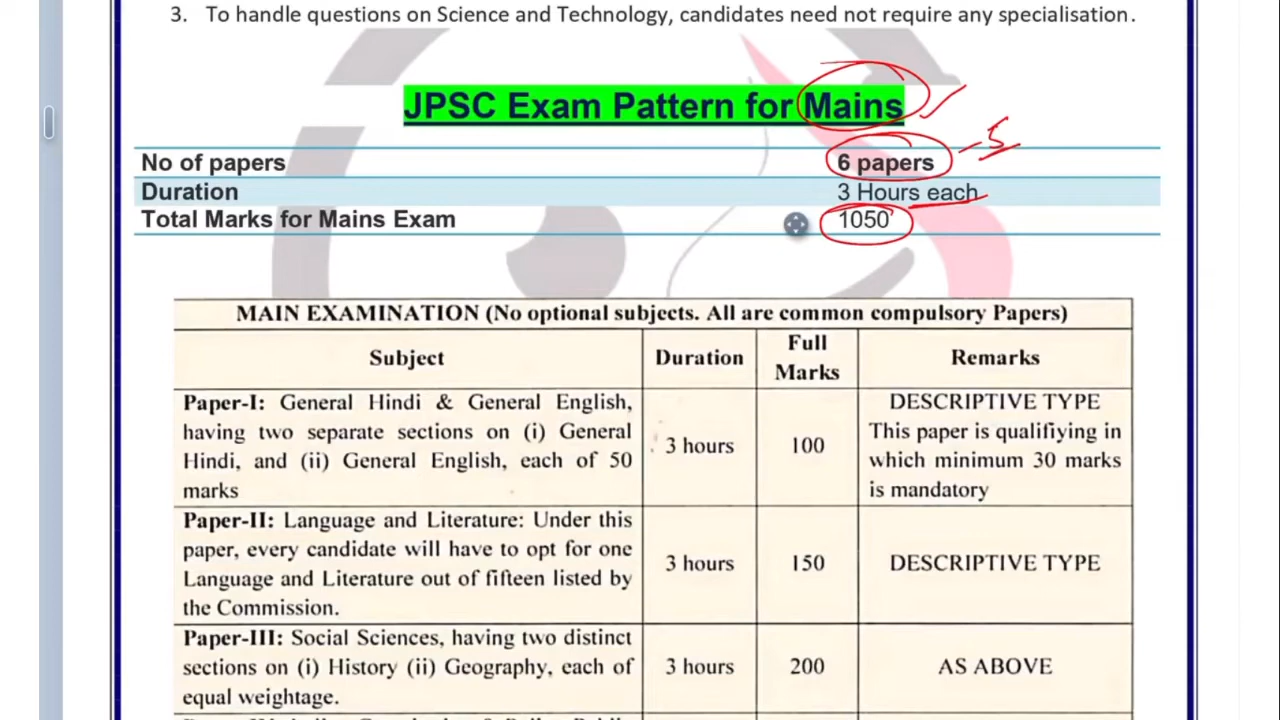 3. To handle questions on Science and Technology, candidates need not require any specialisation.
JPSC Exam Pattern for Mains
No of papers 6 papers - 5
Duration 3 Hours each
Total Marks for Mains Exam 1050
MAIN EXAMINATION (No optional subjects. All are common compulsory Papers)
Subject Duration Full Marks Remarks
Paper-I: General Hindi & General English,
having two separate sections on (i) General
Hindi, and (ii) General English, each of 50
marks
3 hours
100
DESCRIPTIVE TYPE
This paper is qualifiying in
which minimum 30 marks
is mandatory
Paper-II: Language and Literature: Under this
paper, every candidate will have to opt for one
Language and Literature out of fifteen listed by
the Commission.
3 hours
150
DESCRIPTIVE TYPE
Paper-III: Social Sciences, having two distinct
sections on (i) History (ii) Geography, each of
equal weightage.
3 hours
200
AS ABOVE